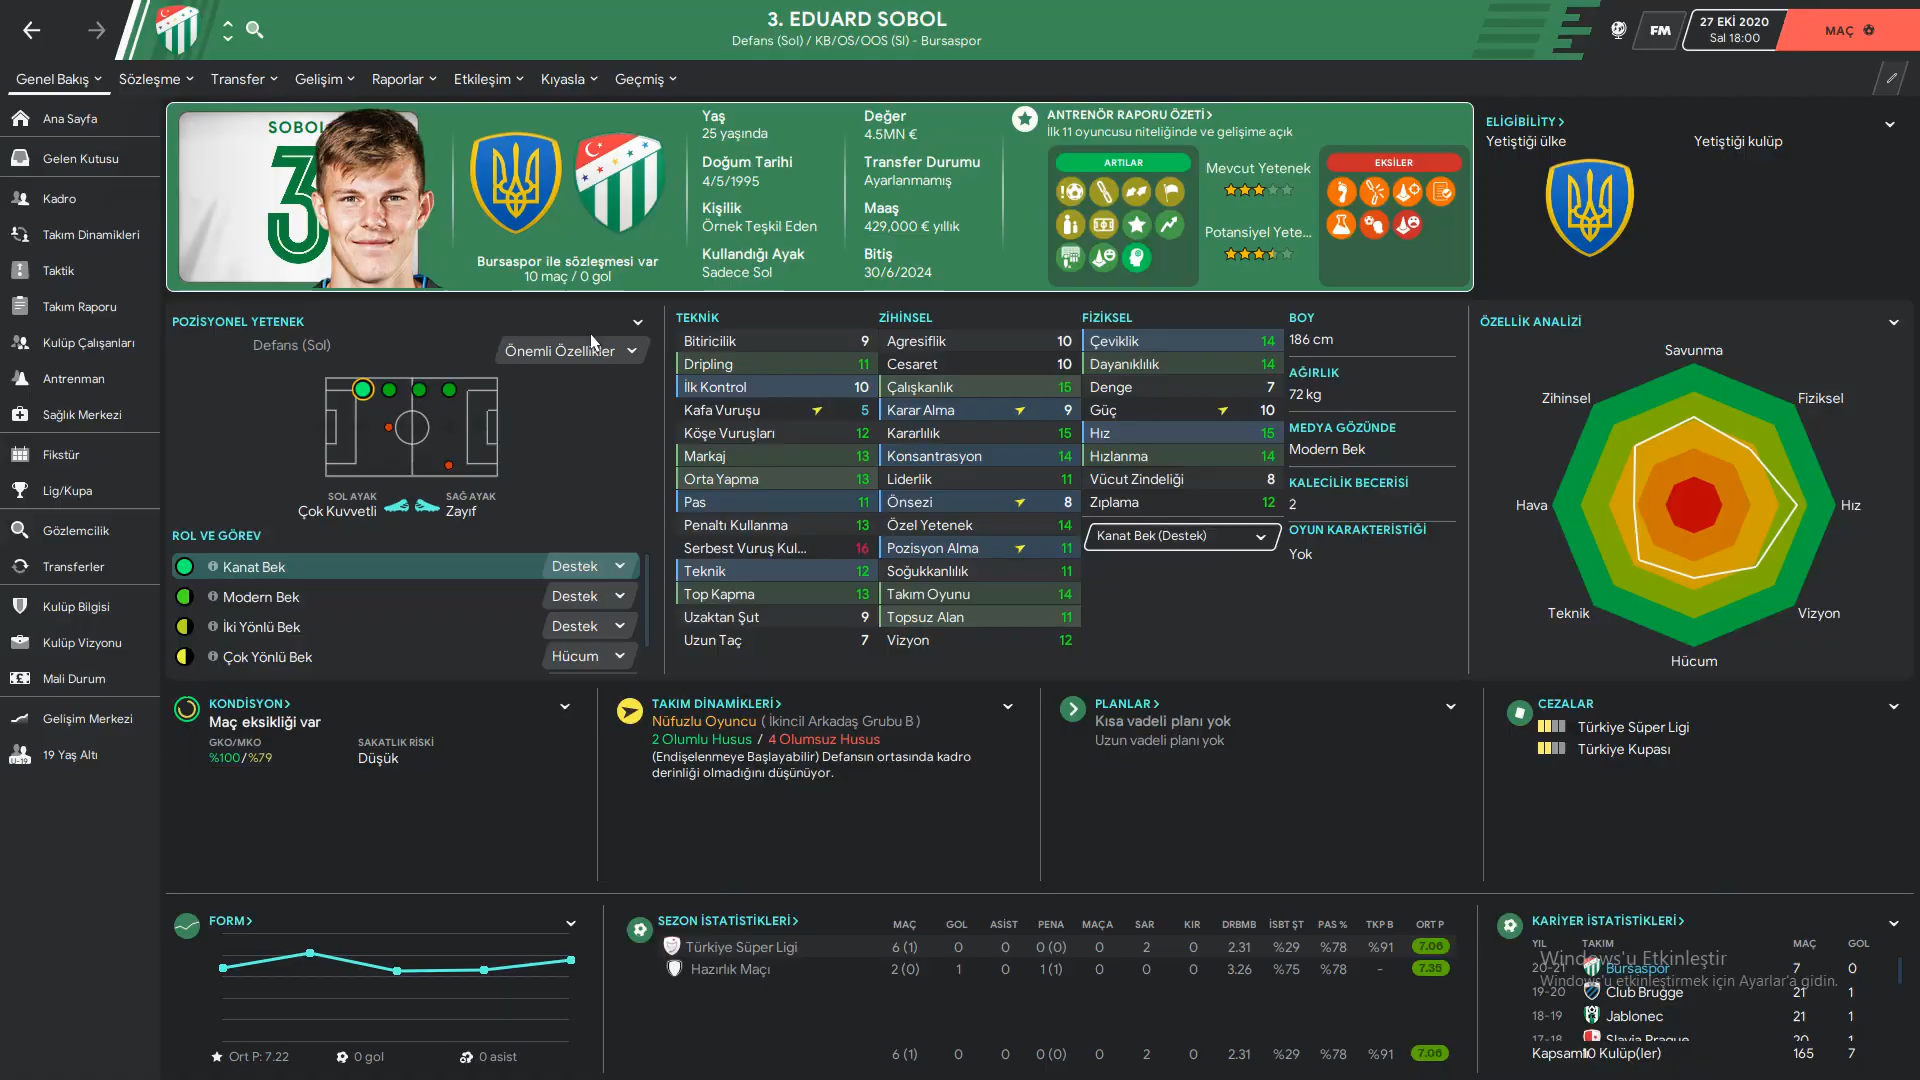 3. EDUARD SOBOL
Defans (Sol) / KB/OS/OOS (Sl) - Bursaspor
FM
27 EKİ 2020
Sal 18:00
MAÇ
Genel Bakış
Sözleşme
Transfer
Gelişim
Raporlar
Etkileşim
Kıyasla
Geçmiş
Ana Sayfa
Gelen Kutusu
Kadro
Takım Dinamikleri
Taktik
Takım Raporu
Kulüp Çalışanları
Antrenman
Sağlık Merkezi
Fikstür
Lig/Kupa
Gözlemcilik
Transferler
Kulüp Bilgisi
Kulüp Vizyonu
Mali Durum
Gelişim Merkezi
U-19
19 Yaş Altı
SOBOL
3
Bursaspor ile sözleşmesi var
10 maç / 0 gol
Yaş
25 yaşında
Doğum Tarihi
4/5/1995
Kişilik
Örnek Teşkil Eden
Kullandığı Ayak
Sadece Sol
Değer
4.5MN €
Transfer Durumu
Ayarlanmamış
Maaş
429,000 € yıllık
Bitiş
30/6/2024
ANTRENÖR RAPORU ÖZETİ
İlk 11 oyuncusu niteliğinde ve gelişime açık
ARTILAR
Mevcut Yetenek
Potansiyel Yete...
EKSİLER
ELİGİBİLİTY
Yetiştiği ülke
Yetiştiği kulüp
POZİSYONEL YETENEK
Defans (Sol)
Önemli Özellikler
SOL AYAK
Çok Kuvvetli
SAĞ AYAK
Zayıf
ROL VE GÖREV
Kanat Bek Destek
Modern Bek Destek
İki Yönlü Bek Destek
Çok Yönlü Bek Hücum
TEKNİK
Bitiricilik 9
Dripling 11
İlk Kontrol 10
Kafa Vuruşu 5
Köşe Vuruşları 12
Markaj 13
Orta Yapma 13
Pas 11
Penaltı Kullanma 13
Serbest Vuruş Kul... 16
Teknik 12
Top Kapma 13
Uzaktan Şut 9
Uzun Taç 7
ZİHİNSEL
Agresiflik 10
Cesaret 10
Çalışkanlık 15
Karar Alma 9
Kararlılık 15
Konsantrasyon 14
Liderlik 11
Önsezi 8
Özel Yetenek 14
Pozisyon Alma 11
Soğukkanlılık 11
Takım Oyunu 14
Topsuz Alan 11
Vizyon 12
FİZİKSEL
Çeviklik 14
Dayanıklılık 14
Denge 7
Güç 10
Hız 15
Hızlanma 14
Vücut Zindeliği 8
Zıplama 12
Kanat Bek (Destek)
BOY
186 cm
AĞIRLIK
72 kg
MEDYA GÖZÜNDE
Modern Bek
KALECİLİK BECERİSİ
2
OYUN KARAKTERİSTİĞİ
Yok
ÖZELLİK ANALİZİ
Savunma
Zihinsel
Fiziksel
Hava
Hız
Teknik
Vizyon
Hücum
KONDİSYON
Maç eksikliği var
GKO/MKO
%100/%79
SAKATLIK RİSKİ
Düşük
TAKIM DİNAMİKLERİ
Nüfuzlu Oyuncu ( İkincil Arkadaş Grubu B )
2 Olumlu Husus / 4 Olumsuz Husus
(Endişelenmeye Başlayabilir) Defansın ortasında kadro
derinliği olmadığını düşünüyor.
PLANLAR
Kısa vadeli planı yok
Uzun vadeli planı yok
CEZALAR
Türkiye Süper Ligi
Türkiye Kupası
FORM
Ort P: 7.22
0 gol
0 asist
SEZON İSTATİSTİKLERİ MAÇ GOL ASİST PENA MAÇA SAR KIR DRBMB İSBT ŞT PAS % TKP B ORT P
Türkiye Süper Ligi 6 (1) 0 0 0 (0) 0 2 0 2.31 %29 %78 %91 7.06
Hazırlık Maçı 2 (0) 1 0 1 (1) 0 0 0 3.26 %75 %78 - 7.35
6 (1) 0 0 0 (0) 0 2 0 2.31 %29 %78 %91 7.06
KARİYER İSTATİSTİKLERİ
YIL TAKIM MAÇ GOL
20-21 Bursaspor 7 0
19-20 Club Brugge 21 1
18-19 Jablonec 21 1
17-18 Slavia Prague 20 1
Kapsamlı
10 Kulüp(ler) 165 7
Windows'u Etkinleştir
Windows'u etkinleştirmek için Ayarlar'a gidin.